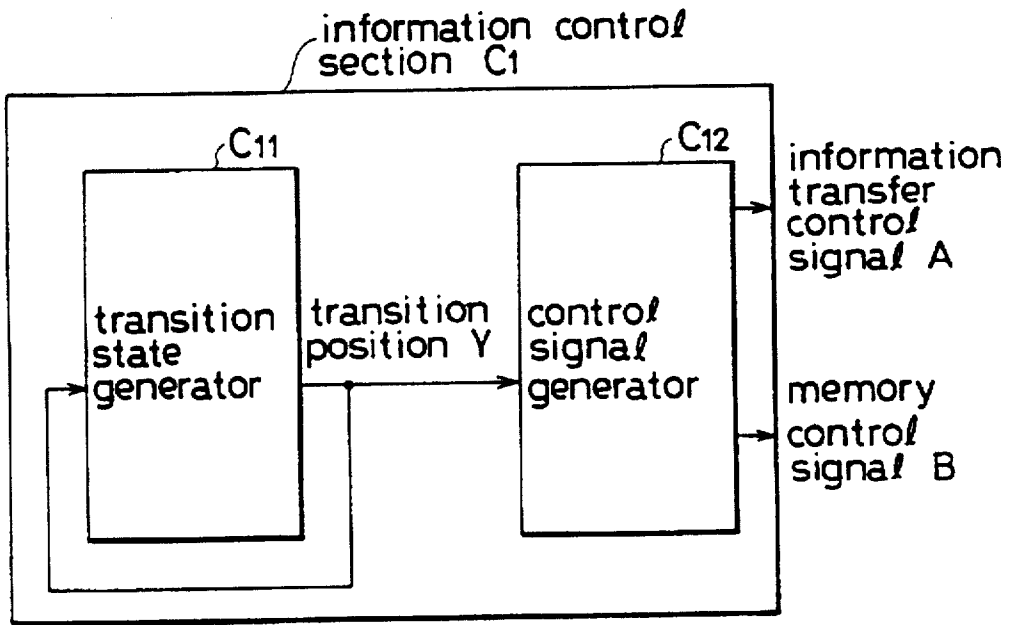 information control
section C1
C11
C12
information
transfer
control
signal A
transition
state
generator
transition
position Y
control
signal
generator
memory
control
signal B